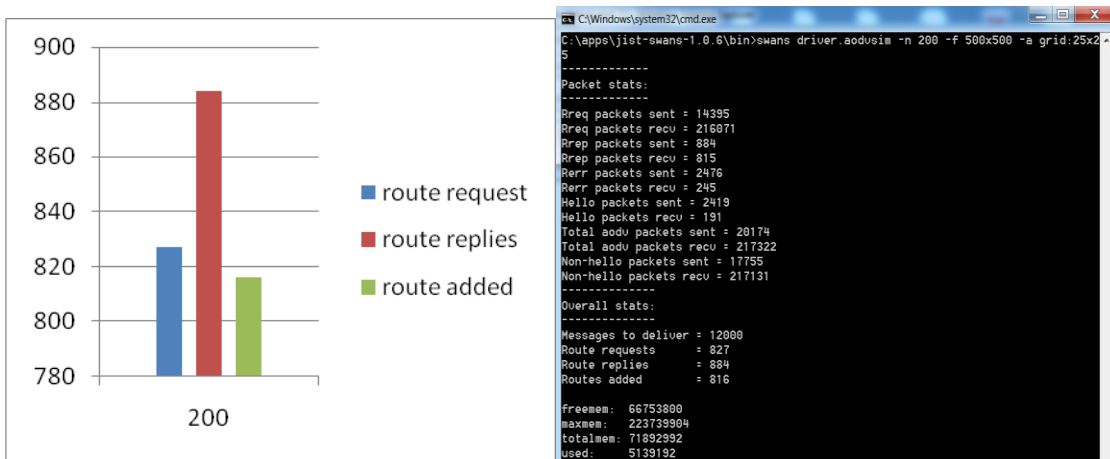 900
880
860
840
820
800
780
200
route request
route replies
route added
C:\Windows\system32\cmd.exe
C:\apps\jist-swans-1.0.6\bin>swans driver.aodvsim -n 200 -f 500x500 -a grid:25x2
5
-------------
Packet stats:
-------------
Rreq packets sent = 14395
Rreq packets recv = 216071
Rrep packets sent = 884
Rrep packets recv = 815
Rerr packets sent = 2476
Rerr packets recv = 245
Hello packets sent = 2419
Hello packets recv = 191
Total aodv packets sent = 20174
Total aodv packets recv = 217322
Non-hello packets sent = 17755
Non-hello packets recv = 217131
--------------
Overall stats:
--------------
Messages to deliver = 12000
Route requests      = 827
Route replies       = 884
Routes added        = 816
freemem:  66753800
maxmem:   223739904
totalmem: 71892992
used:     5139192